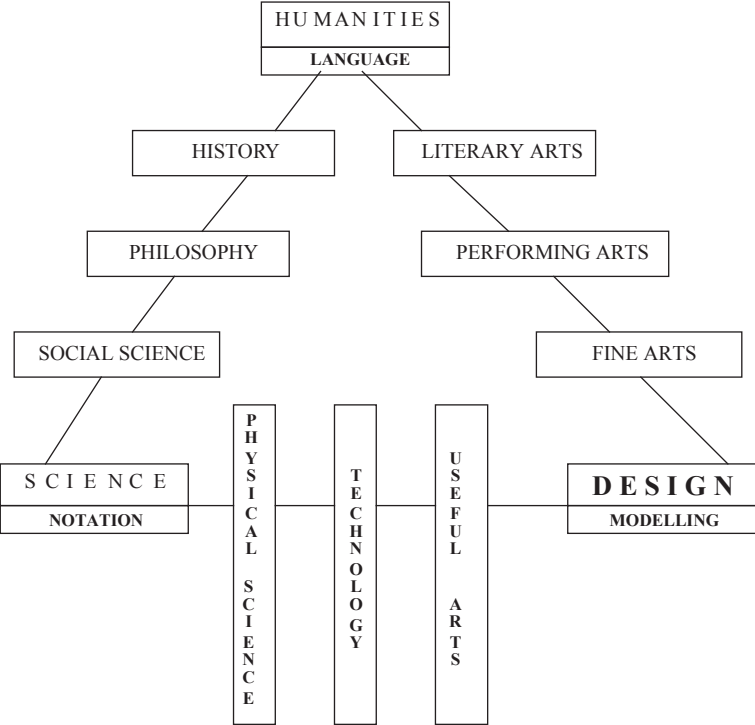 HUMANITIES
LANGUAGE
HISTORY
LITERARY ARTS
PHILOSOPHY
PERFORMING ARTS
SOCIAL SCIENCE
FINE ARTS
SCIENCE
NOTATION
PHYSICAL SCIENCE
TECHNOLOGY
USEFUL ARTS
DESIGN
MODELLING